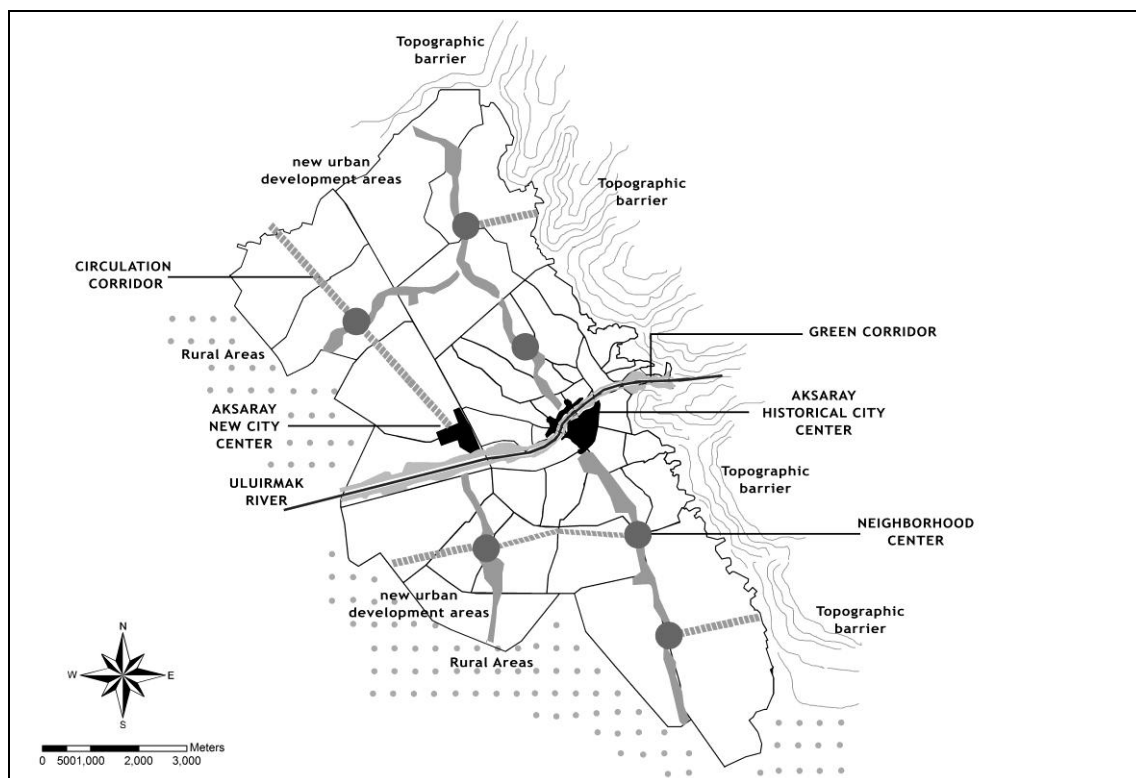 Topographic
barrier
new urban
development areas
Topographic
barrier
CIRCULATION
CORRIDOR
GREEN CORRIDOR
Rural Areas
AKSARAY
NEW CITY
CENTER
AKSARAY
HISTORICAL CITY
CENTER
ULUIRMAK
RIVER
Topographic
barrier
NEIGHBORHOOD
CENTER
new urban
development areas
Topographic
barrier
Rural Areas
N
W E
S
0 5001,000 2,000 3,000 Meters